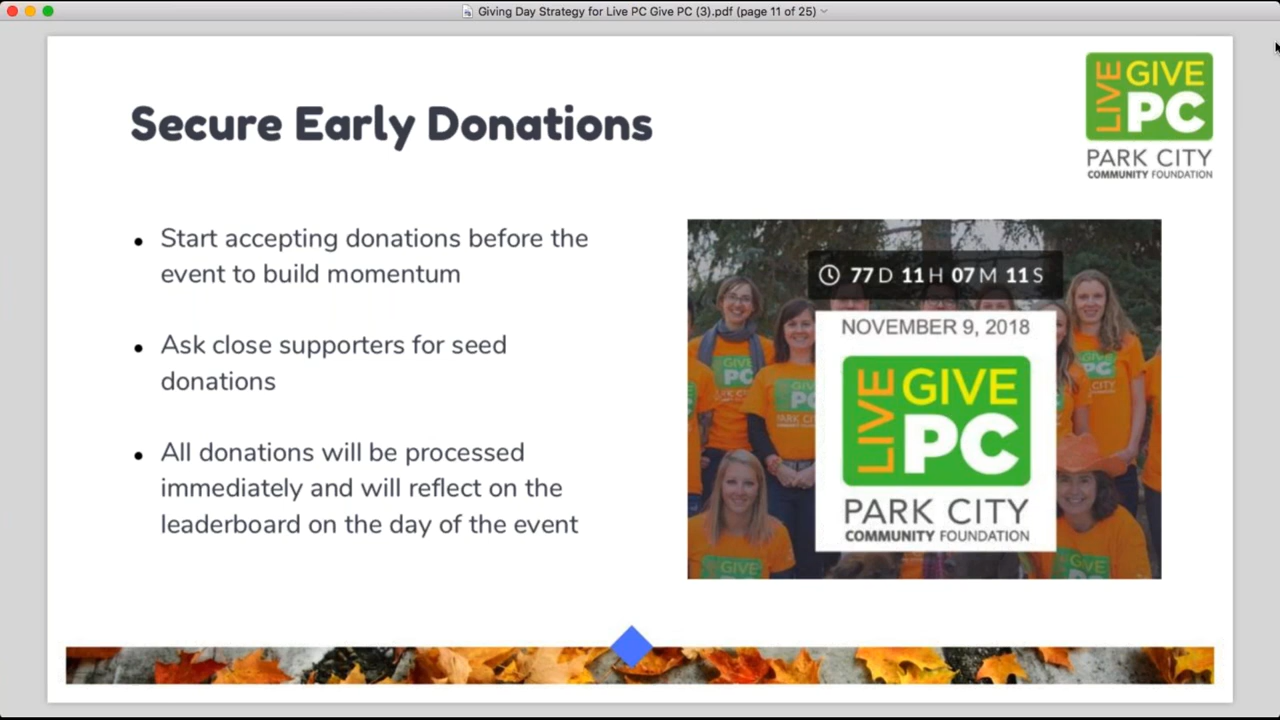 Giving Day Strategy for Live PC Give PC (3).pdf (page 11 of 25)
LIVE GIVE
PC
PARK CITY
COMMUNITY FOUNDATION
Secure Early Donations
• Start accepting donations before the
event to build momentum
• Ask close supporters for seed
donations
• All donations will be processed
immediately and will reflect on the
leaderboard on the day of the event
77 D 11 H 07 M 11 S
NOVEMBER 9, 2018
LIVE GIVE
PC
PARK CITY
COMMUNITY FOUNDATION